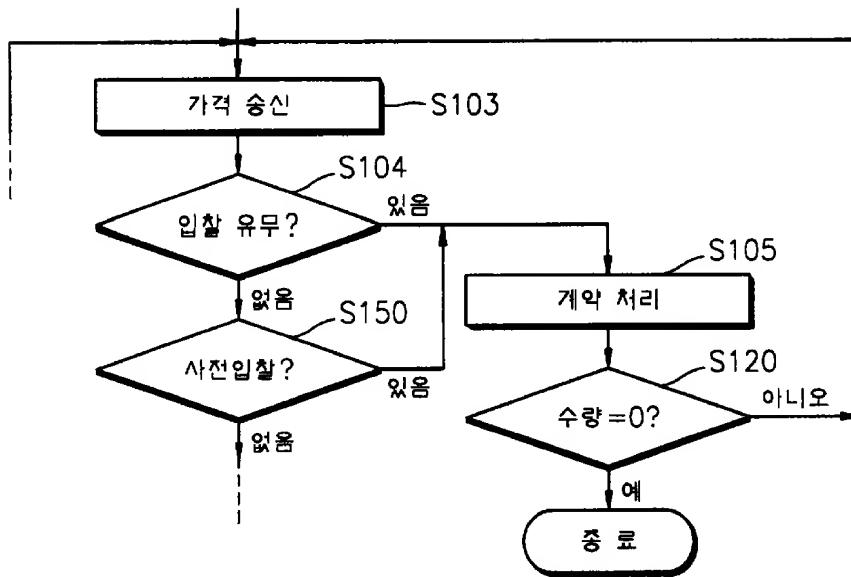 가격 송신
S103
S104
입찰 유무?
있음
S105
계약 처리
없음
S150
사전입찰?
있음
S120
아니오
수량=0?
없음
예
종 료